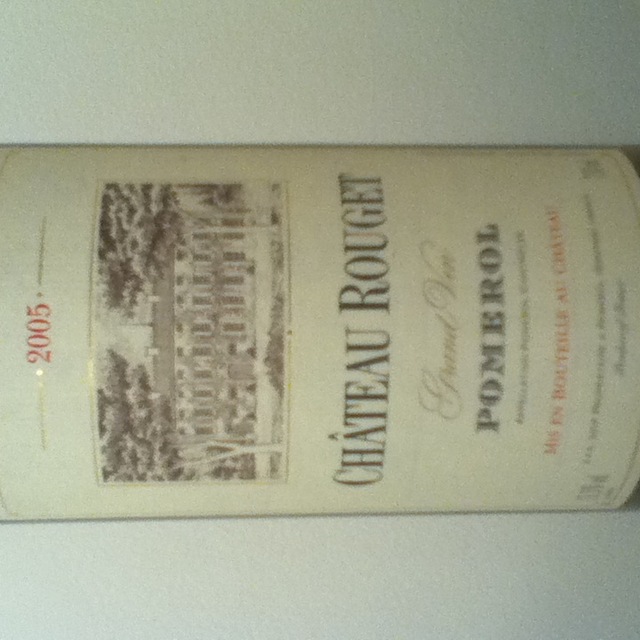 2005
CHÂTEAU ROUGET
Grand Vin
POMEROL
MIS EN BOUTEILLE AU CHÂTEAU